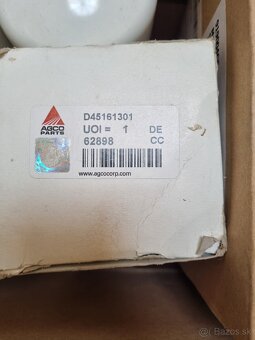 D45161301
UOI = 1 DE
62898 CC
AGCO
PARTS
www.agcocorp.com
Bazos.sk